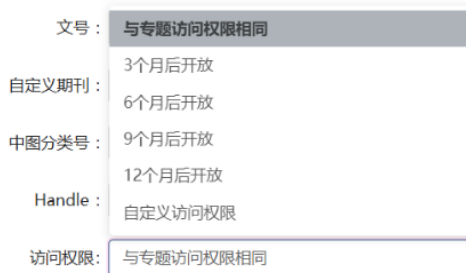 文号：
与专题访问权限相同
3个月后开放
自定义期刊：
6个月后开放
中图分类号：
9个月后开放
12个月后开放
Handle：
自定义访问权限
访问权限：
与专题访问权限相同